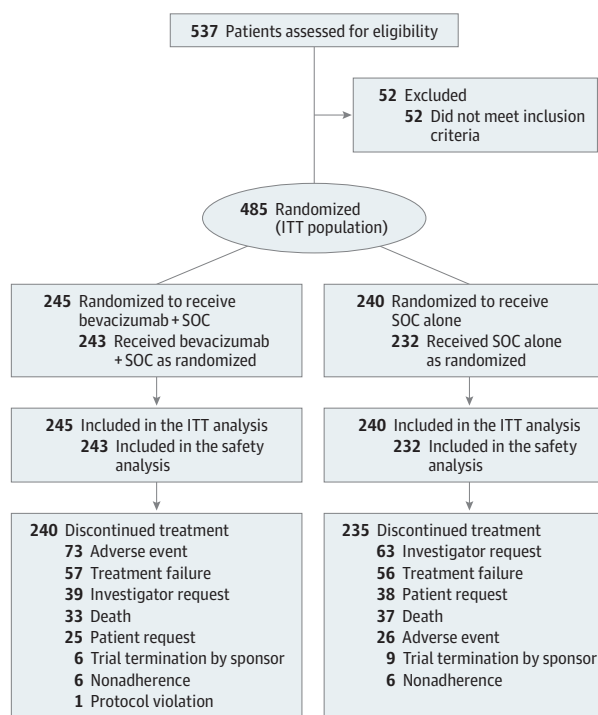 537 Patients assessed for eligibility
52 Excluded
52 Did not meet inclusion
criteria
485 Randomized
(ITT population)
245 Randomized to receive
bevacizumab + SOC
243 Received bevacizumab
+ SOC as randomized
240 Randomized to receive
SOC alone
232 Received SOC alone
as randomized
245 Included in the ITT analysis
243 Included in the safety
analysis
240 Included in the ITT analysis
232 Included in the safety
analysis
240 Discontinued treatment
73 Adverse event
57 Treatment failure
39 Investigator request
33 Death
25 Patient request
6 Trial termination by sponsor
6 Nonadherence
1 Protocol violation
235 Discontinued treatment
63 Investigator request
56 Treatment failure
38 Patient request
37 Death
26 Adverse event
9 Trial termination by sponsor
6 Nonadherence